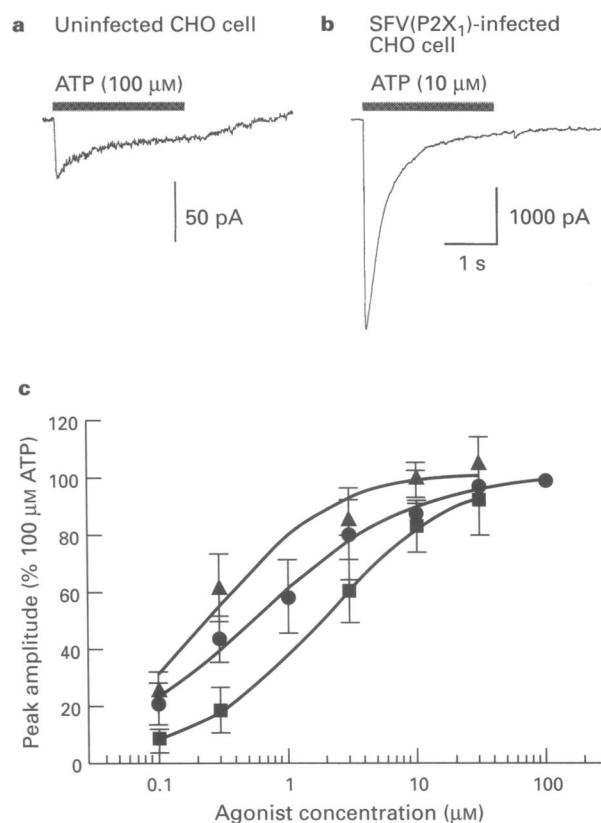 a Uninfected CHO cell
ATP (100 μM)
50 pA
b SFV(P2X₁)-infected
CHO cell
ATP (10 μM)
1000 pA
1 s
c
Peak amplitude (% 100 μM ATP)
120
100
80
60
40
20
0
0.1 1 10 100
Agonist concentration (μM)